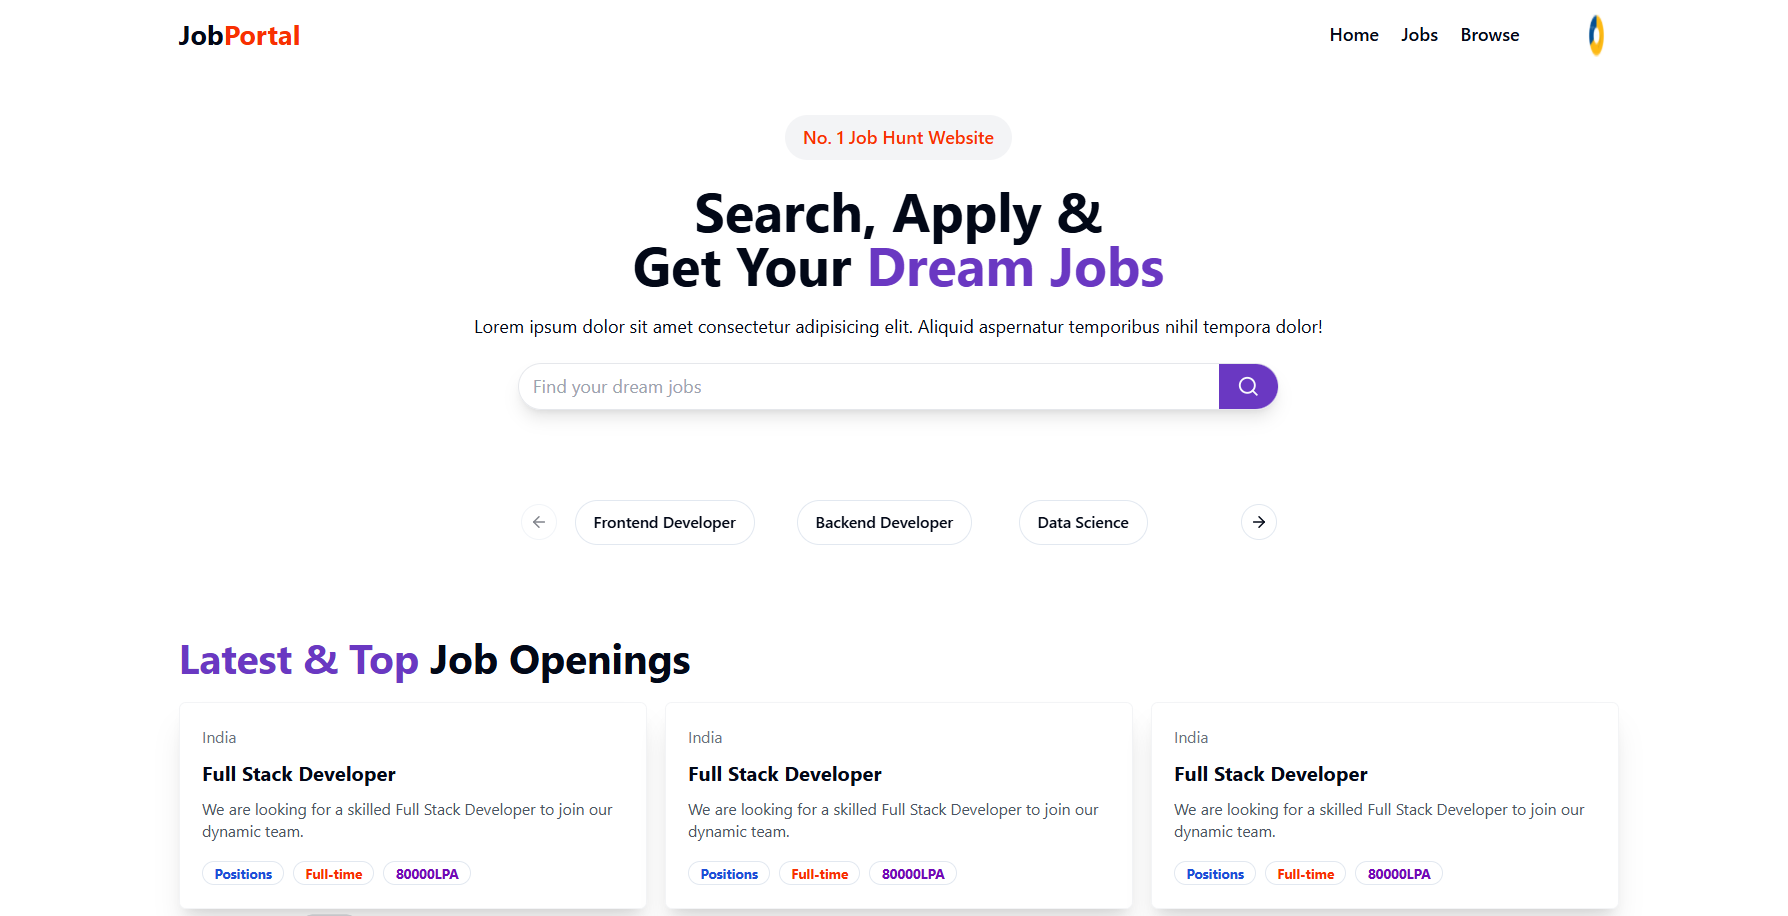 JobPortal
Home Jobs Browse
No. 1 Job Hunt Website
Search, Apply &
Get Your Dream Jobs
Lorem ipsum dolor sit amet consectetur adipisicing elit. Aliquid aspernatur temporibus nihil tempora dolor!
Find your dream jobs
Frontend Developer Backend Developer Data Science
Latest & Top Job Openings
India
Full Stack Developer
We are looking for a skilled Full Stack Developer to join our
dynamic team.
Positions Full-time 80000LPA
India
Full Stack Developer
We are looking for a skilled Full Stack Developer to join our
dynamic team.
Positions Full-time 80000LPA
India
Full Stack Developer
We are looking for a skilled Full Stack Developer to join our
dynamic team.
Positions Full-time 80000LPA